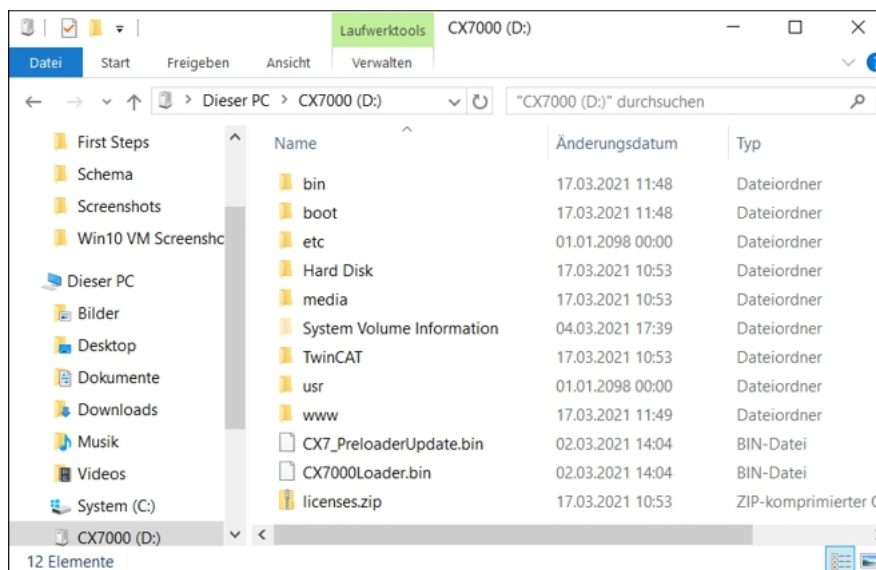 Laufwerktools CX7000 (D:)
Datei Start Freigeben Ansicht Verwalten
Dieser PC > CX7000 (D:) "CX7000 (D:)" durchsuchen
First Steps
Schema
Screenshots
Win10 VM Screensho
Dieser PC
Bilder
Desktop
Dokumente
Downloads
Musik
Videos
System (C:)
CX7000 (D:)
Name Änderungsdatum Typ
bin 17.03.2021 11:48 Dateiordner
boot 17.03.2021 11:48 Dateiordner
etc 01.01.2098 00:00 Dateiordner
Hard Disk 17.03.2021 10:53 Dateiordner
media 17.03.2021 10:53 Dateiordner
System Volume Information 04.03.2021 17:39 Dateiordner
TwinCAT 17.03.2021 10:53 Dateiordner
usr 01.01.2098 00:00 Dateiordner
www 17.03.2021 11:49 Dateiordner
CX7_PreloaderUpdate.bin 02.03.2021 14:04 BIN-Datei
CX7000Loader.bin 02.03.2021 14:04 BIN-Datei
licenses.zip 17.03.2021 10:53 ZIP-komprimierter
12 Elemente